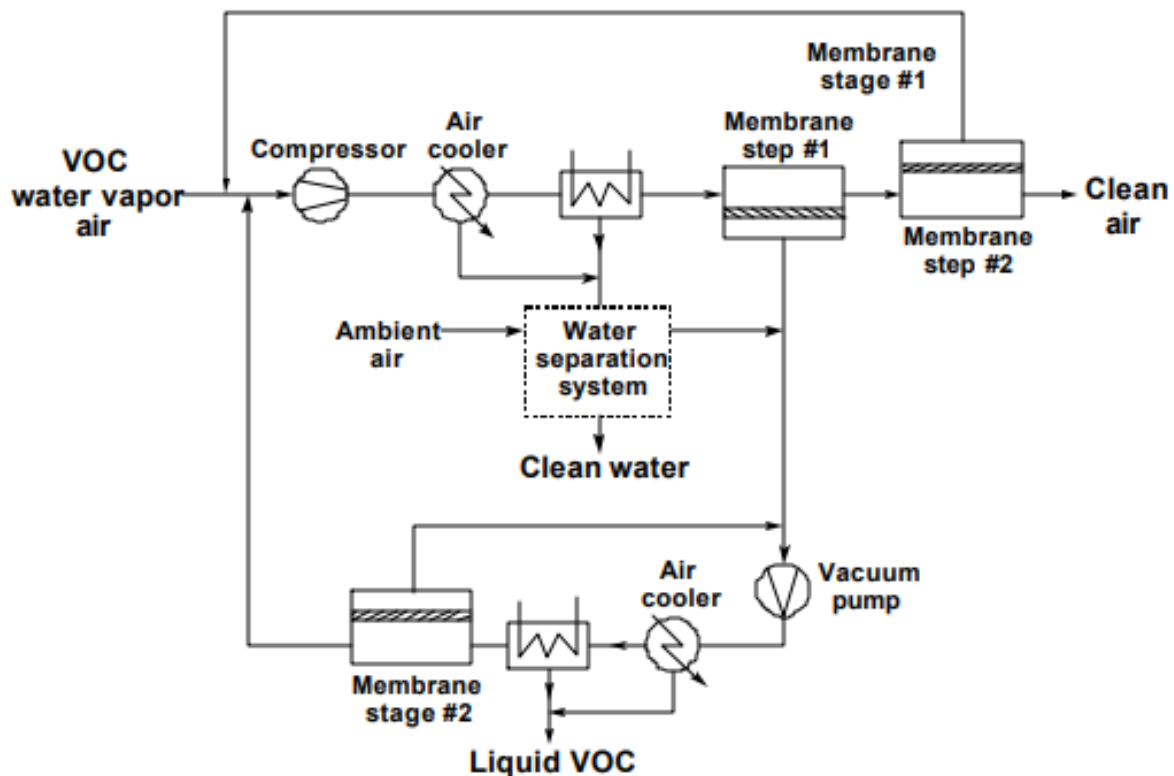 Membrane
stage #1
Membrane
step #1
Air
cooler
Compressor
VOC
water vapor
air
Clean
air
Membrane
step #2
Ambient
air
Water
separation
system
Clean water
Air
cooler
Vacuum
pump
Membrane
stage #2
Liquid VOC